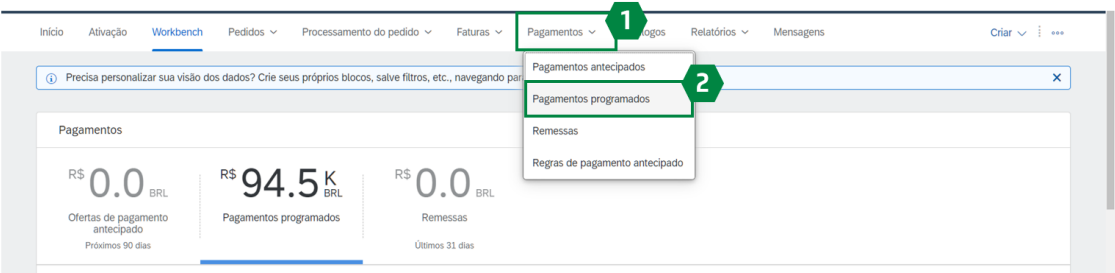 Início Ativação Workbench Pedidos Processamento do pedido Faturas Pagamentos 1 logos Relatórios Mensagens Criar
Precisa personalizar sua visão dos dados? Crie seus próprios blocos, salve filtros, etc., navegando
Pagamentos antecipados
2
Pagamentos programados
Remessas
Regras de pagamento antecipado
Pagamentos
R$ 0.0 BRL
Ofertas de pagamento
antecipado
Próximos 90 dias
R$ 94.5 K BRL
Pagamentos programados
R$ 0.0 BRL
Remessas
Últimos 31 dias